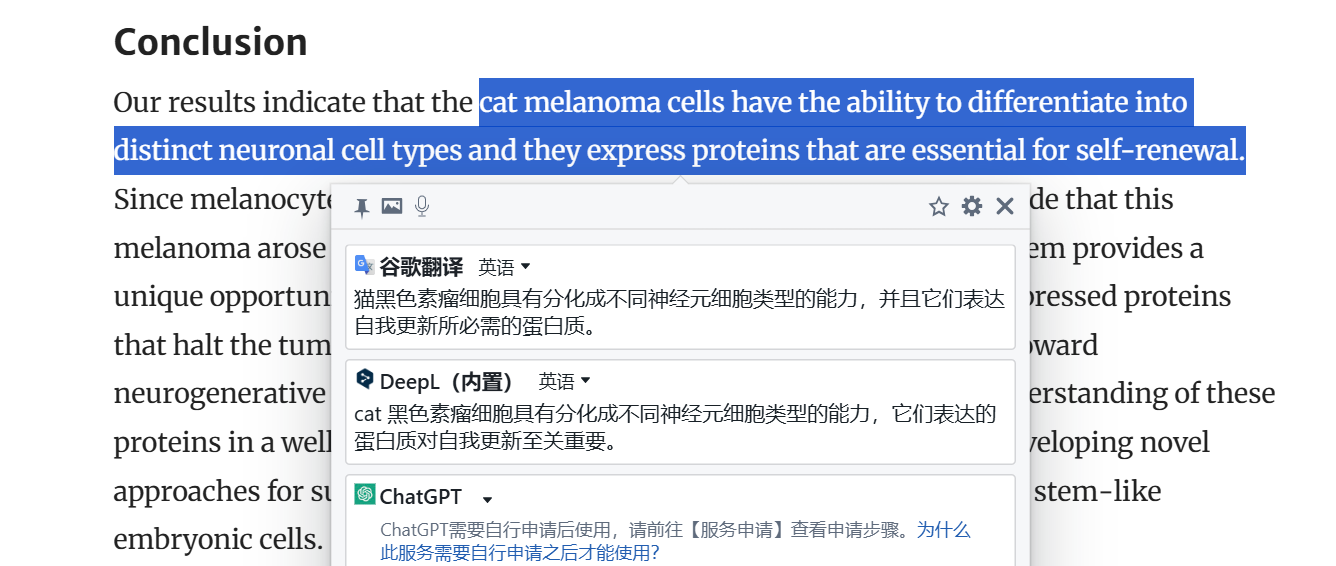 Conclusion
Our results indicate that the cat melanoma cells have the ability to differentiate into
distinct neuronal cell types and they express proteins that are essential for self-renewal.
Since melanocyte
de that this
谷歌翻译 英语
melanoma arose
em provides a
猫黑色素瘤细胞具有分化成不同神经元细胞类型的能力，并且它们表达
unique opportun
pressed proteins
自我更新所必需的蛋白质。
that halt the tum
oward
DeepL（内置） 英语
neurogenerative
erstanding of these
cat 黑色素瘤细胞具有分化成不同神经元细胞类型的能力，它们表达的
proteins in a well
veloping novel
蛋白质对自我更新至关重要。
approaches for su
stem-like
ChatGPT
embryonic cells.
ChatGPT需要自行申请后使用，请前往【服务申请】查看申请步骤。为什么
此服务需要自行申请之后才能使用?